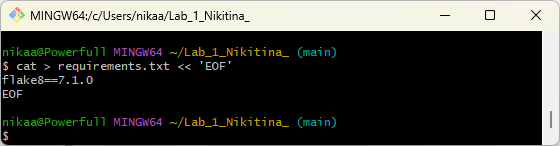 MINGW64:/c/Users/nikaa/Lab_1_Nikitina_
nikaa@Powerfull MINGW64 ~/Lab_1_Nikitina_ (main)
$ cat > requirements.txt << 'EOF'
flake8==7.1.0
EOF
nikaa@Powerfull MINGW64 ~/Lab_1_Nikitina_ (main)
$